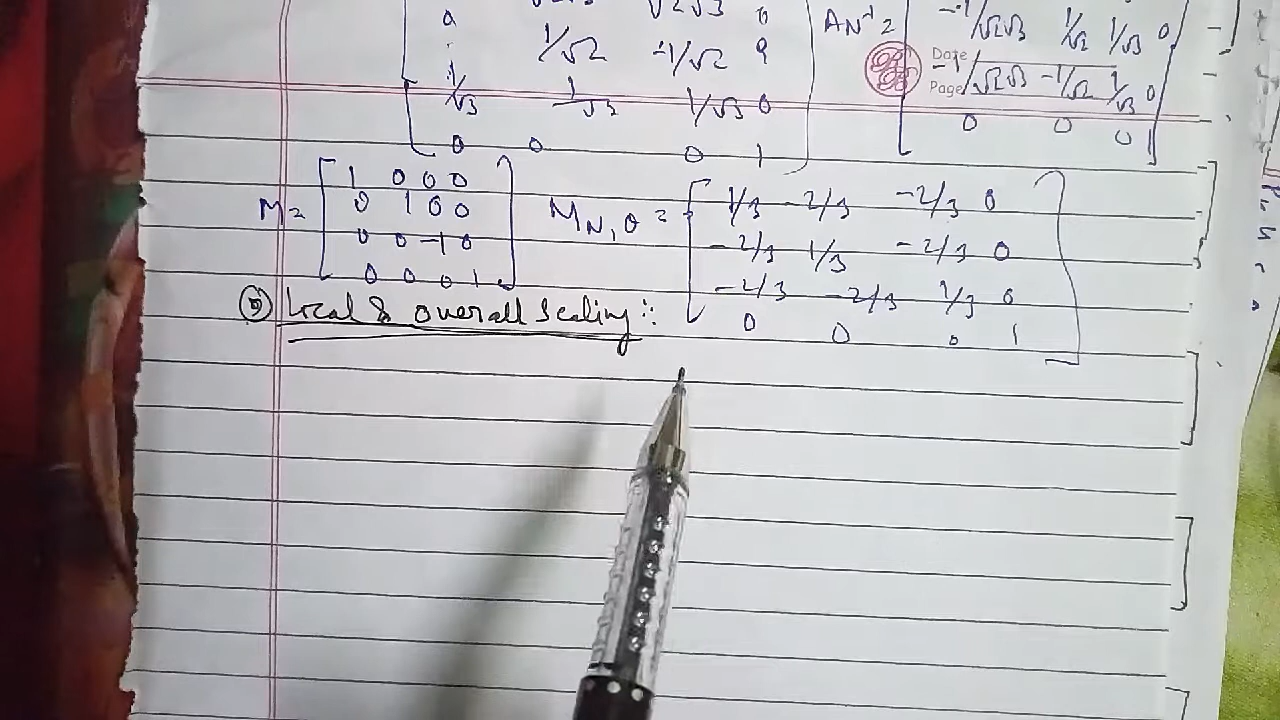 a
1/√2 -1/√2 0
1/√3 1/√3 1/√3 0
0 0 0 1
AN⁻¹ =
-1/√2√3 1/√2 1/√3 0
Date
Page
-1/√2√3 -1/√2 1/√3 0
0 0 0
M = [ 1 0 0 0
0 1 0 0
0 0 -1 0
0 0 0 1 ]
M N,O = [ 1/3 -2/3 -2/3 0
-2/3 1/3 -2/3 0
-2/3 -2/3 1/3 0
0 0 0 1 ]
Local & overall Scaling :-